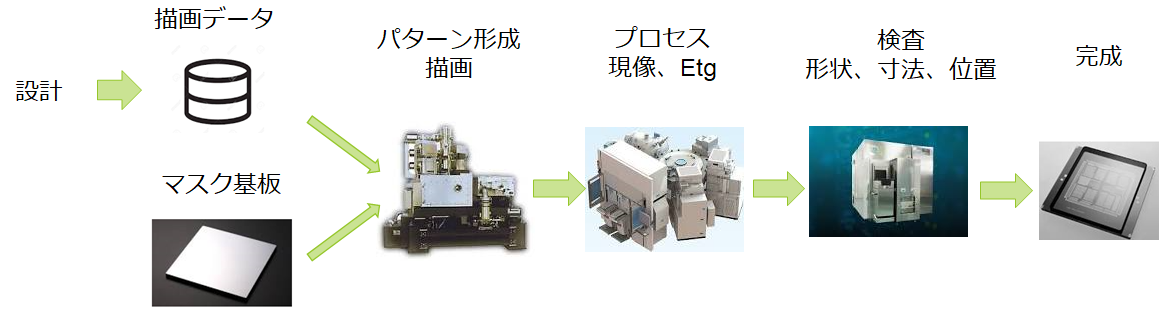 設計
描画データ
マスク基板
パターン形成
描画
プロセス
現像、Etg
検査
形状、寸法、位置
完成